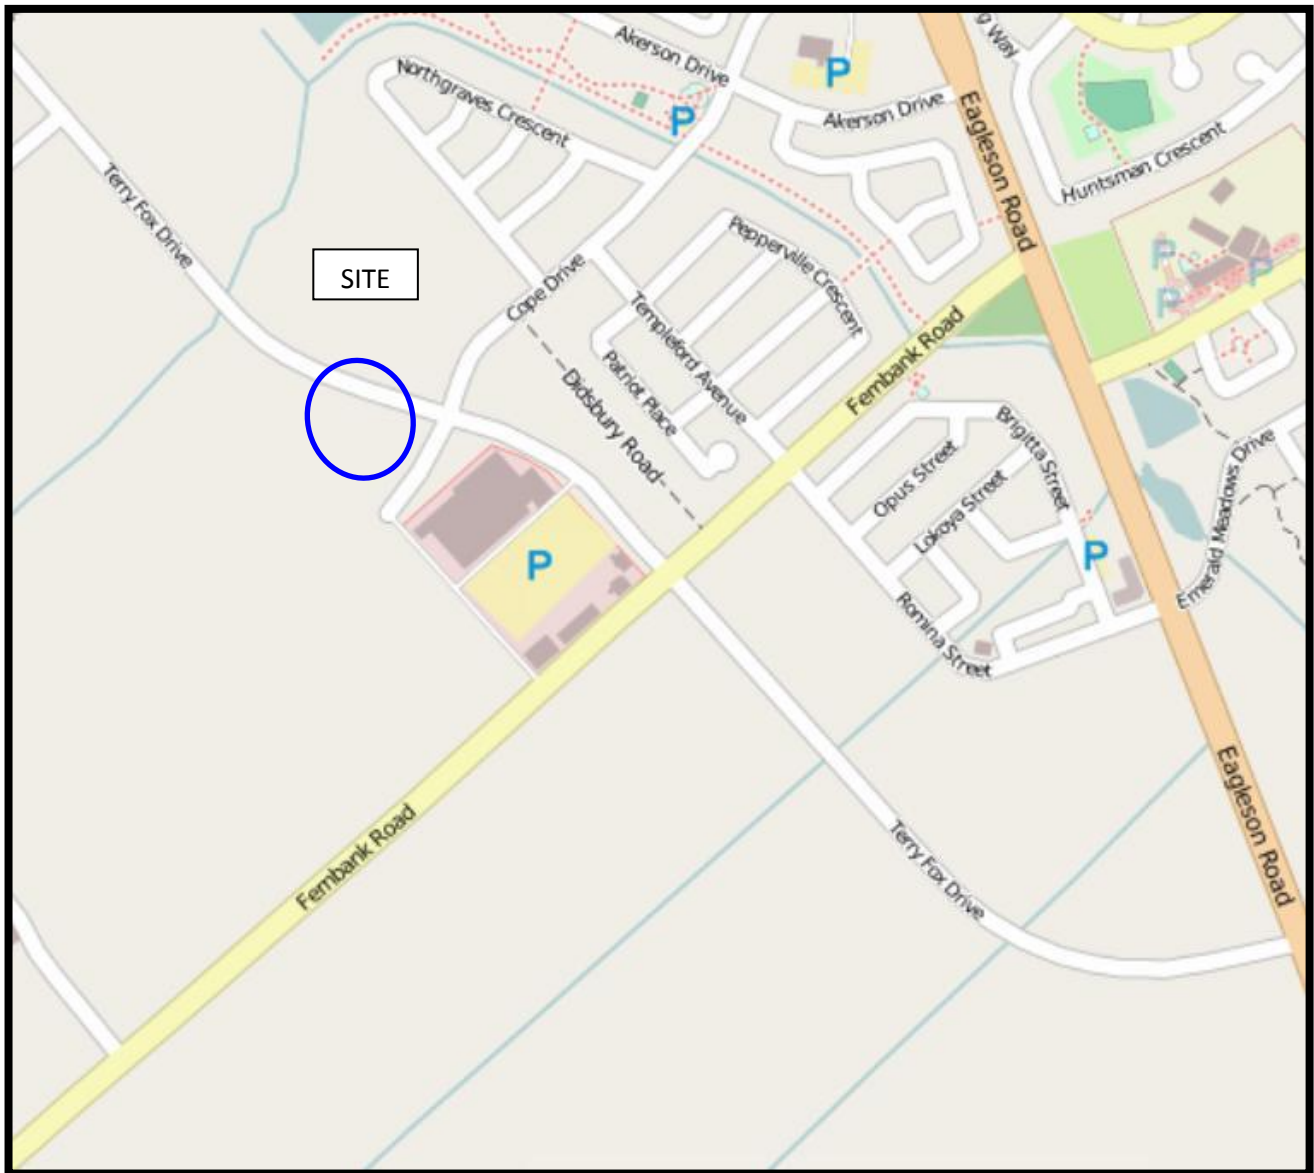 g Way
Akerson Drive
P
Northgraves Crescent
P
Akerson Drive
Eagleson Road
Huntsman Crescent
Terry Fox Drive
Pepperville Crescent
SITE
Cope Drive
P
P
P
Templeford Avenue
Fernbank Road
Patriot Place
Didsbury Road
Brigitta Street
Opus Street
Lokoya Street
Emerald Meadows Drive
P
P
Romina Street
Eagleson Road
Fernbank Road
Terry Fox Drive